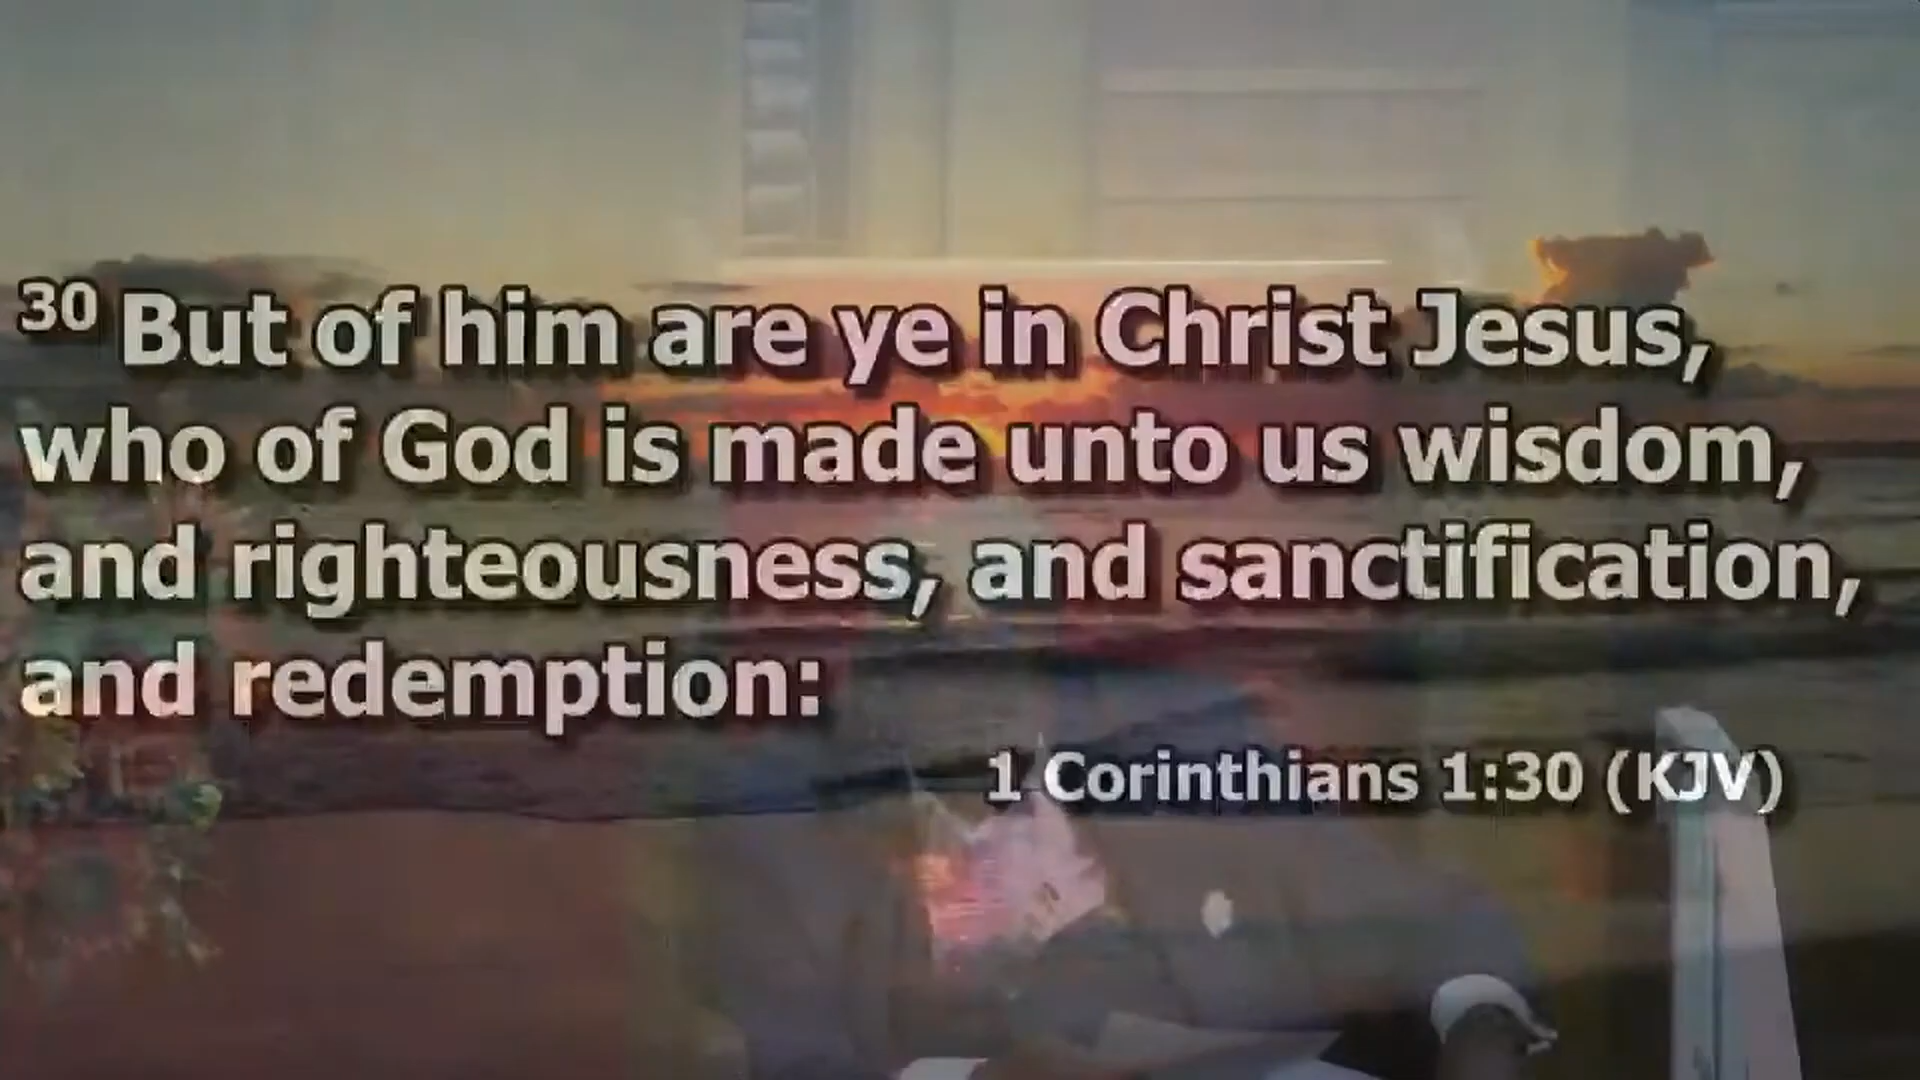 30 But of him are ye in Christ Jesus,
who of God is made unto us wisdom,
and righteousness, and sanctification,
and redemption:
1 Corinthians 1:30 (KJV)